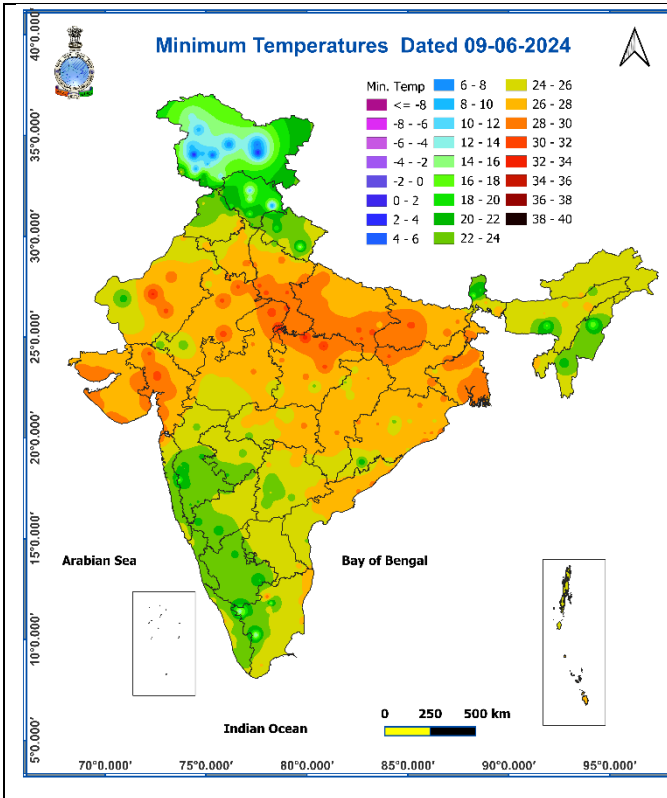 Minimum Temperatures Dated 09-06-2024
Min. Temp
<= -8
-8 - -6
-6 - -4
-4 - -2
-2 - 0
0 - 2
2 - 4
4 - 6
6 - 8
8 - 10
10 - 12
12 - 14
14 - 16
16 - 18
18 - 20
20 - 22
22 - 24
24 - 26
26 - 28
28 - 30
30 - 32
32 - 34
34 - 36
36 - 38
38 - 40
40°0.000'
35°0.000'
30°0.000'
25°0.000'
20°0.000'
15°0.000'
10°0.000'
5°0.000'
Arabian Sea
Bay of Bengal
Indian Ocean
0 250 500 km
70°0.000' 75°0.000' 80°0.000' 85°0.000' 90°0.000' 95°0.000'